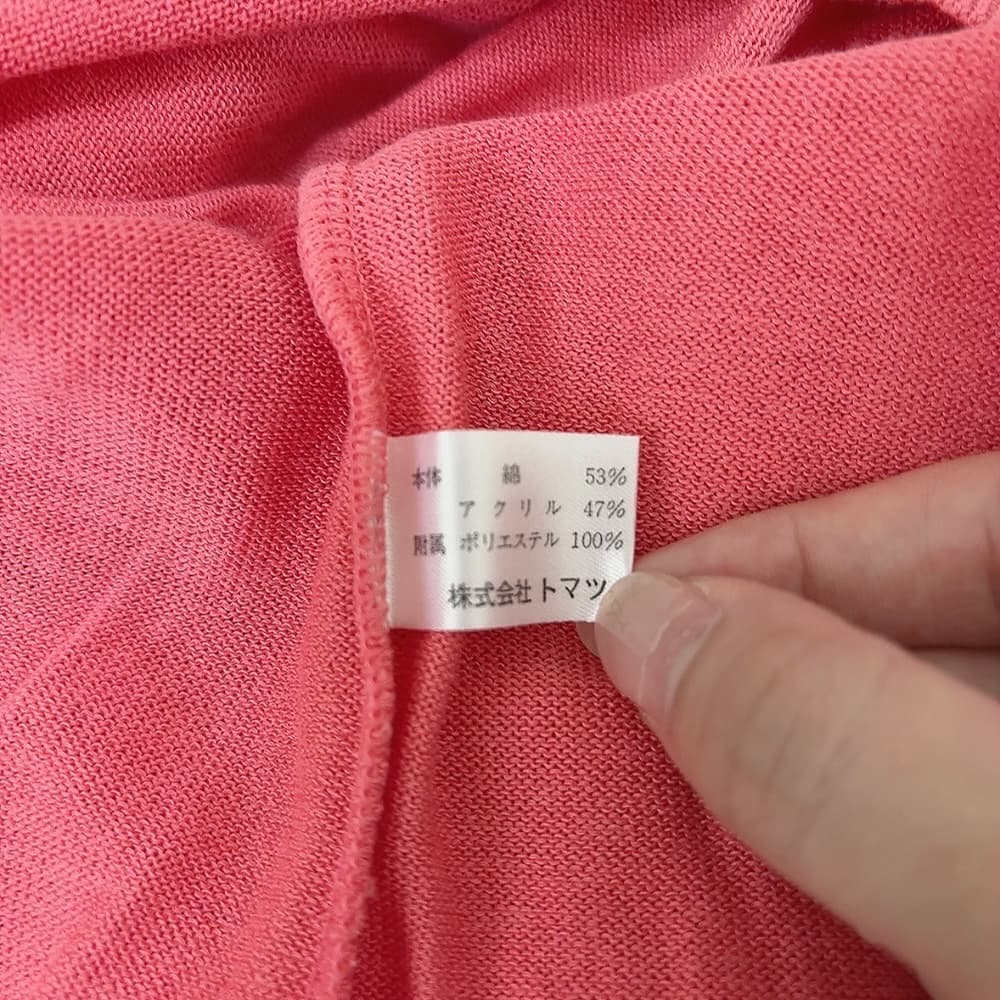 本体 綿 53%
アクリル 47%
附属 ポリエステル 100%
株式会社トマツ